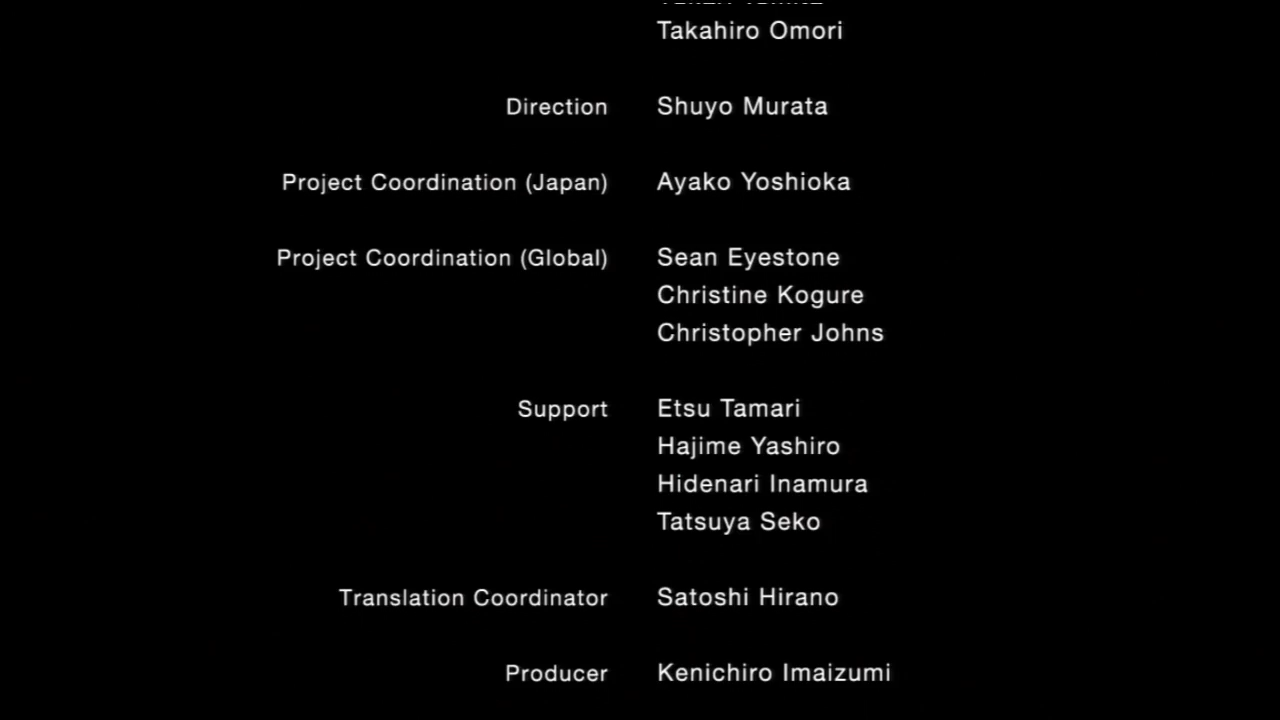 Takahiro Omori
Direction Shuyo Murata
Project Coordination (Japan) Ayako Yoshioka
Project Coordination (Global) Sean Eyestone
Christine Kogure
Christopher Johns
Support Etsu Tamari
Hajime Yashiro
Hidenari Inamura
Tatsuya Seko
Translation Coordinator Satoshi Hirano
Producer Kenichiro Imaizumi